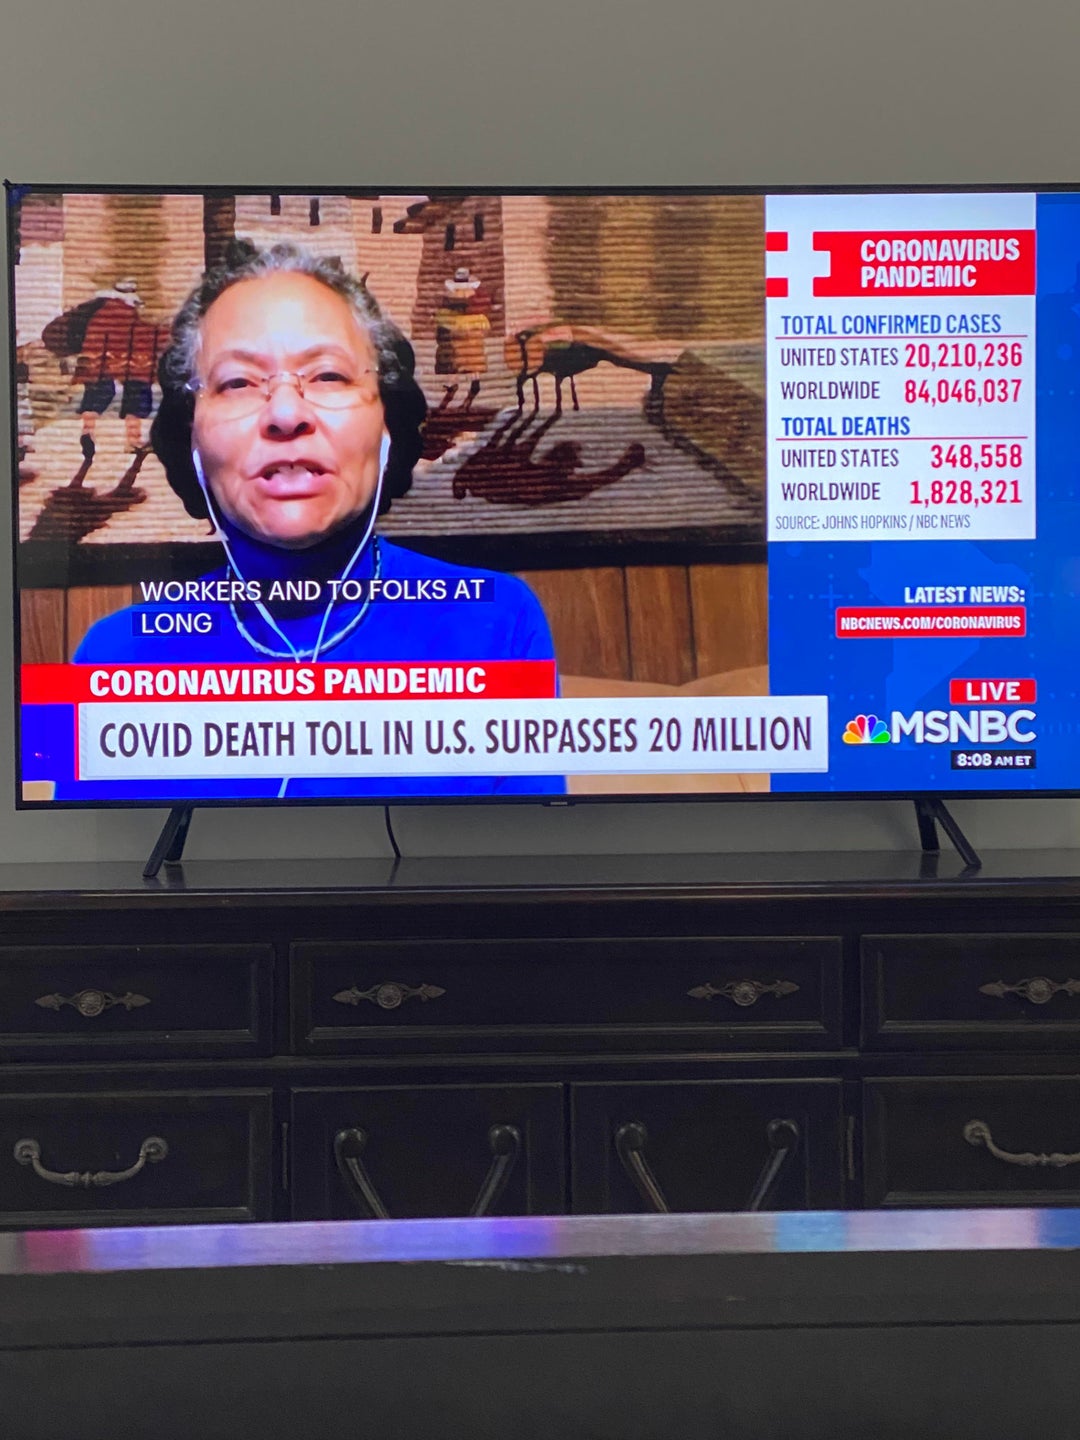 CORONAVIRUS
PANDEMIC
TOTAL CONFIRMED CASES
UNITED STATES 20,210,236
WORLDWIDE 84,046,037
TOTAL DEATHS
UNITED STATES 348,558
WORLDWIDE 1,828,321
SOURCE: JOHNS HOPKINS / NBC NEWS
WORKERS AND TO FOLKS AT
LONG
LATEST NEWS:
NBCNEWS.COM/CORONAVIRUS
CORONAVIRUS PANDEMIC
COVID DEATH TOLL IN U.S. SURPASSES 20 MILLION
LIVE
MSNBC
8:08 AM ET